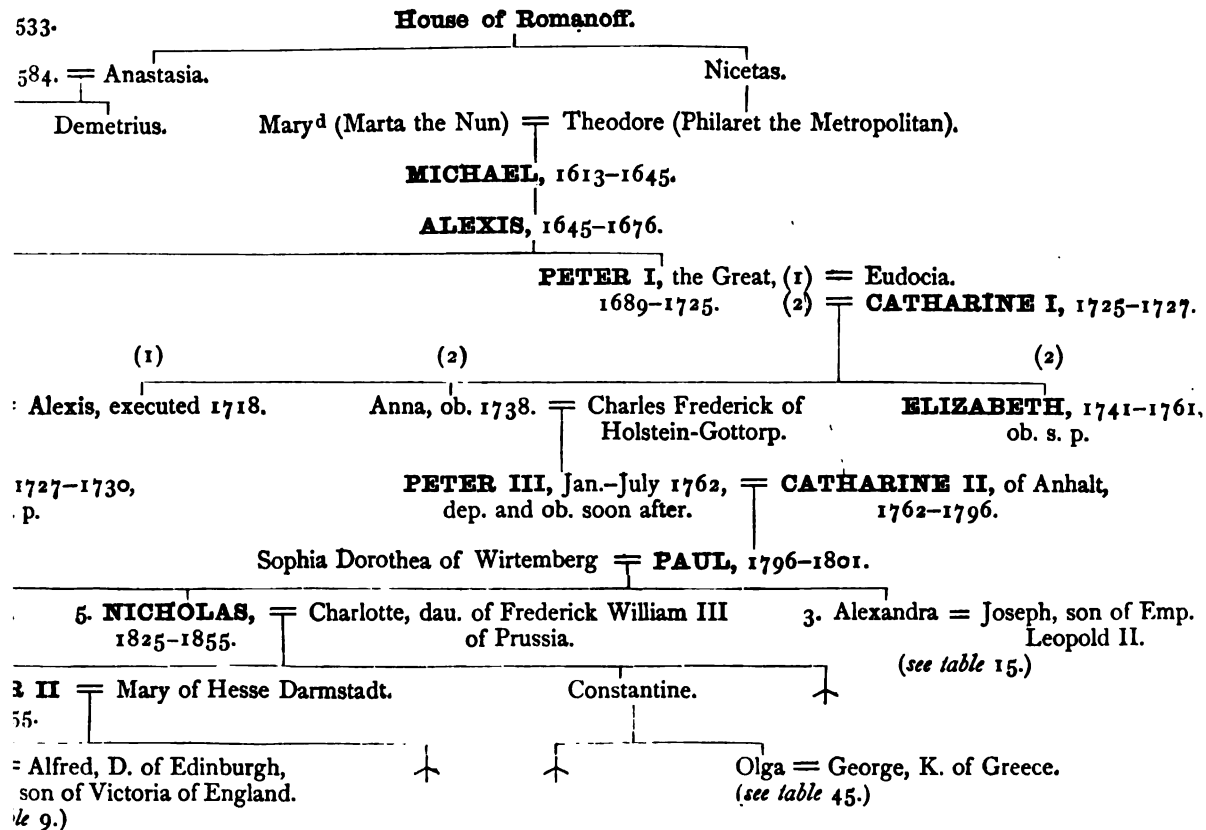 533.
House of Romanoff.
584. = Anastasia.
Nicetas.
Demetrius.
Maryd (Marta the Nun) = Theodore (Philaret the Metropolitan).
MICHAEL, 1613–1645.
ALEXIS, 1645–1676.
PETER I, the Great, (1) = Eudocia.
1689–1725. (2) = CATHARINE I, 1725–1727.
(1) (2) (2)
= Alexis, executed 1718. Anna, ob. 1738. = Charles Frederick of Holstein-Gottorp.
ELIZABETH, 1741–1761,
ob. s. p.
1727–1730,
. p.
PETER III, Jan.–July 1762, = CATHARINE II, of Anhalt,
dep. and ob. soon after. 1762–1796.
Sophia Dorothea of Wirtemberg = PAUL, 1796–1801.
5. NICHOLAS, = Charlotte, dau. of Frederick William III
1825–1855. of Prussia.
3. Alexandra = Joseph, son of Emp.
Leopold II.
(see table 15.)
R II = Mary of Hesse Darmstadt.
55.
Constantine.
= Alfred, D. of Edinburgh,
son of Victoria of England.
le 9.)
Olga = George, K. of Greece.
(see table 45.)